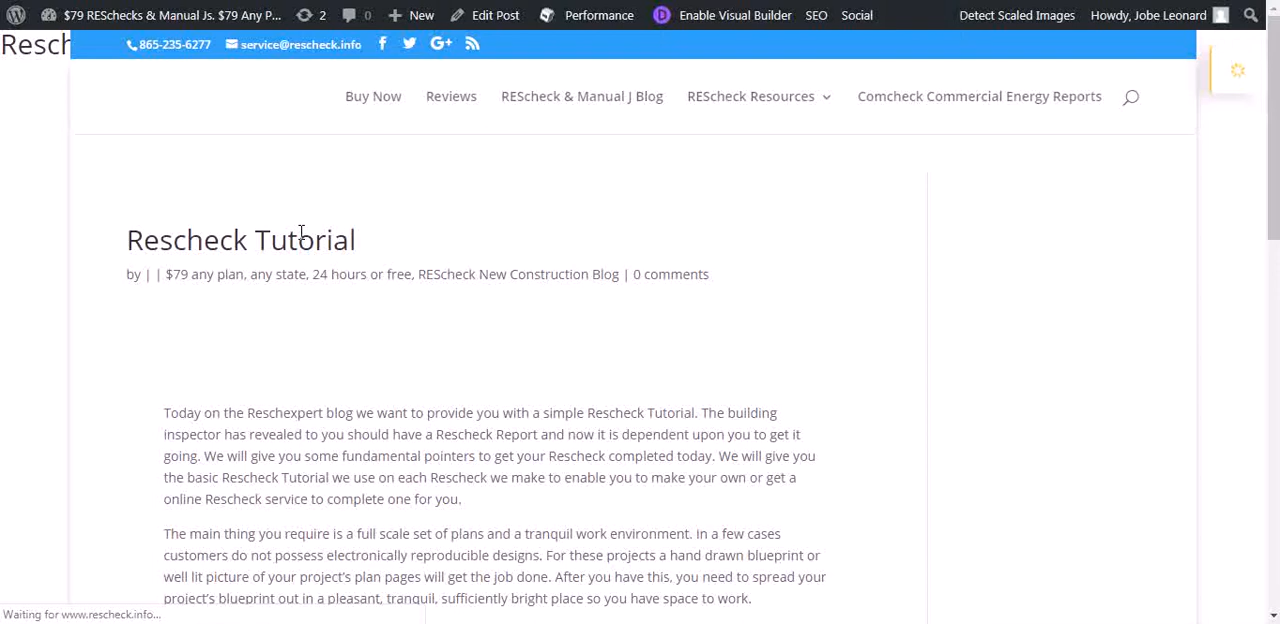 $79 RESchecks & Manual Js. $79 Any P... 2 0 New Edit Post Performance Enable Visual Builder SEO Social Detect Scaled Images Howdy, Jobe Leonard
Resch
865-235-6277 service@rescheck.info
Buy Now Reviews REScheck & Manual J Blog REScheck Resources Comcheck Commercial Energy Reports
Rescheck Tutorial
by | | $79 any plan, any state, 24 hours or free, REScheck New Construction Blog | 0 comments
Today on the Reschexpert blog we want to provide you with a simple Rescheck Tutorial. The building
inspector has revealed to you should have a Rescheck Report and now it is dependent upon you to get it
going. We will give you some fundamental pointers to get your Rescheck completed today. We will give you
the basic Rescheck Tutorial we use on each Rescheck we make to enable you to make your own or get a
online Rescheck service to complete one for you.
The main thing you require is a full scale set of plans and a tranquil work environment. In a few cases
customers do not possess electronically reproducible designs. For these projects a hand drawn blueprint or
well lit picture of your project's plan pages will get the job done. After you have this, you need to spread your
project's blueprint out in a pleasant, tranquil, sufficiently bright place so you have space to work.
Waiting for www.rescheck.info...